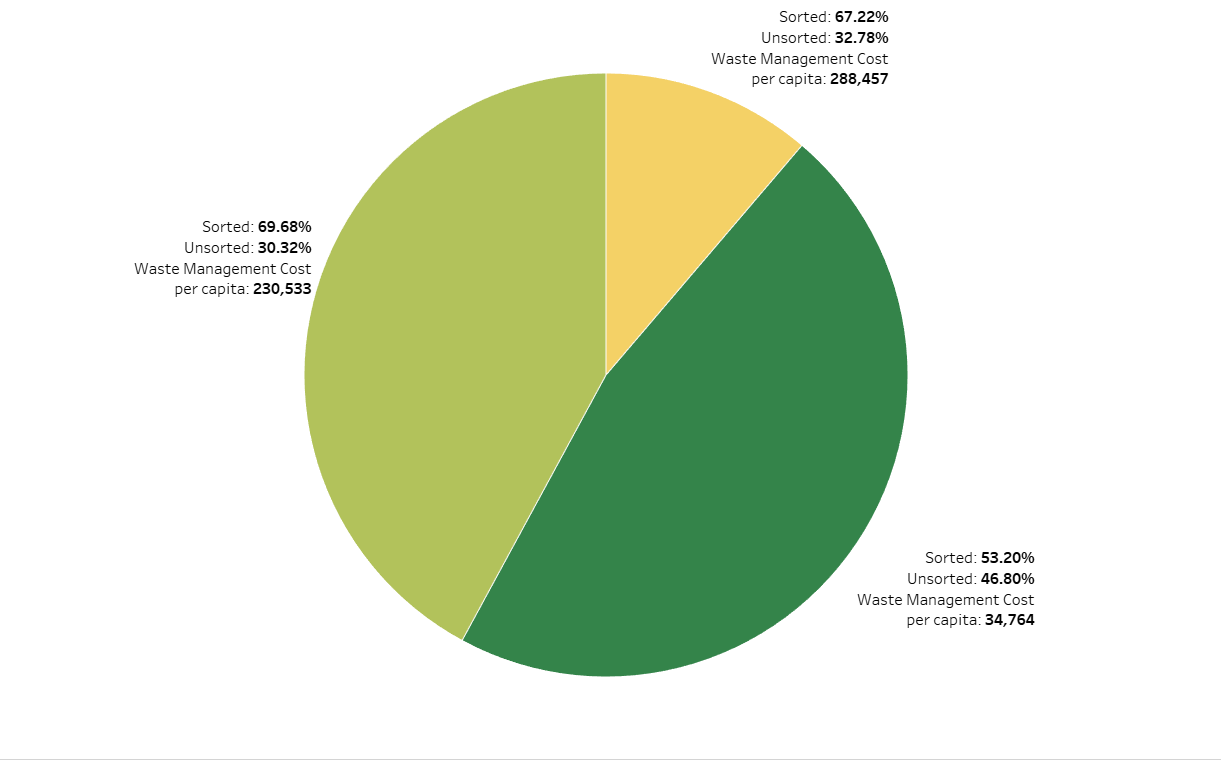 Sorted: 67.22%
Unsorted: 32.78%
Waste Management Cost
per capita: 288,457
Sorted: 69.68%
Unsorted: 30.32%
Waste Management Cost
per capita: 230,533
Sorted: 53.20%
Unsorted: 46.80%
Waste Management Cost
per capita: 34,764